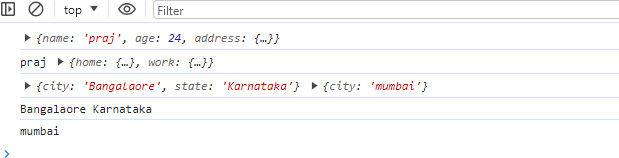 top Filter
{name: 'praj', age: 24, address: {…}}
praj {home: {…}, work: {…}}
{city: 'Bangalaore', state: 'Karnataka'} {city: 'mumbai'}
Bangalaore Karnataka
mumbai